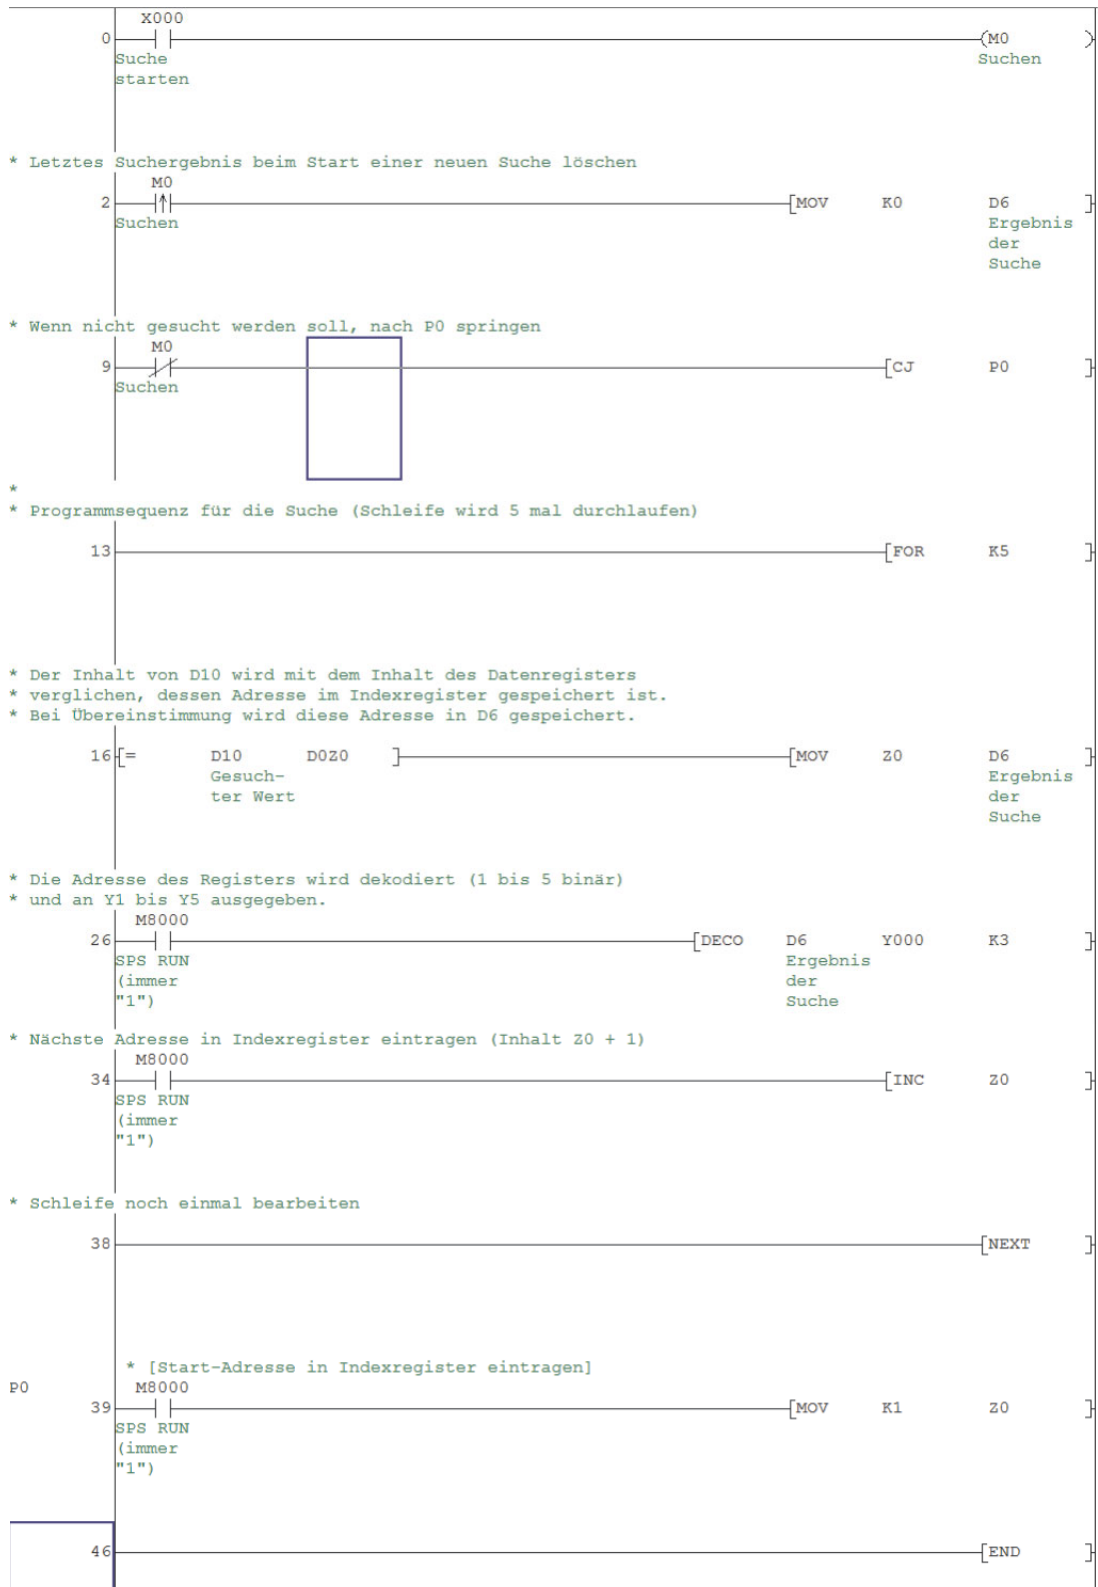 X000
0 (M0 )
Suche Suchen
starten
* Letztes Suchergebnis beim Start einer neuen Suche löschen
M0
2 [MOV K0 D6 ]
Suchen Ergebnis
der
Suche
* Wenn nicht gesucht werden soll, nach P0 springen
M0
9 [CJ P0 ]
Suchen
*
* Programmsequenz für die Suche (Schleife wird 5 mal durchlaufen)
13 [FOR K5 ]
* Der Inhalt von D10 wird mit dem Inhalt des Datenregisters
* verglichen, dessen Adresse im Indexregister gespeichert ist.
* Bei Übereinstimmung wird diese Adresse in D6 gespeichert.
16 [= D10 D0Z0 ] [MOV Z0 D6 ]
Gesuch- Ergebnis
ter Wert der
Suche
* Die Adresse des Registers wird dekodiert (1 bis 5 binär)
* und an Y1 bis Y5 ausgegeben.
M8000
26 [DECO D6 Y000 K3 ]
SPS RUN Ergebnis
(immer der
"1") Suche
* Nächste Adresse in Indexregister eintragen (Inhalt Z0 + 1)
M8000
34 [INC Z0 ]
SPS RUN
(immer
"1")
* Schleife noch einmal bearbeiten
38 [NEXT ]
* [Start-Adresse in Indexregister eintragen]
P0 M8000
39 [MOV K1 Z0 ]
SPS RUN
(immer
"1")
46 [END ]